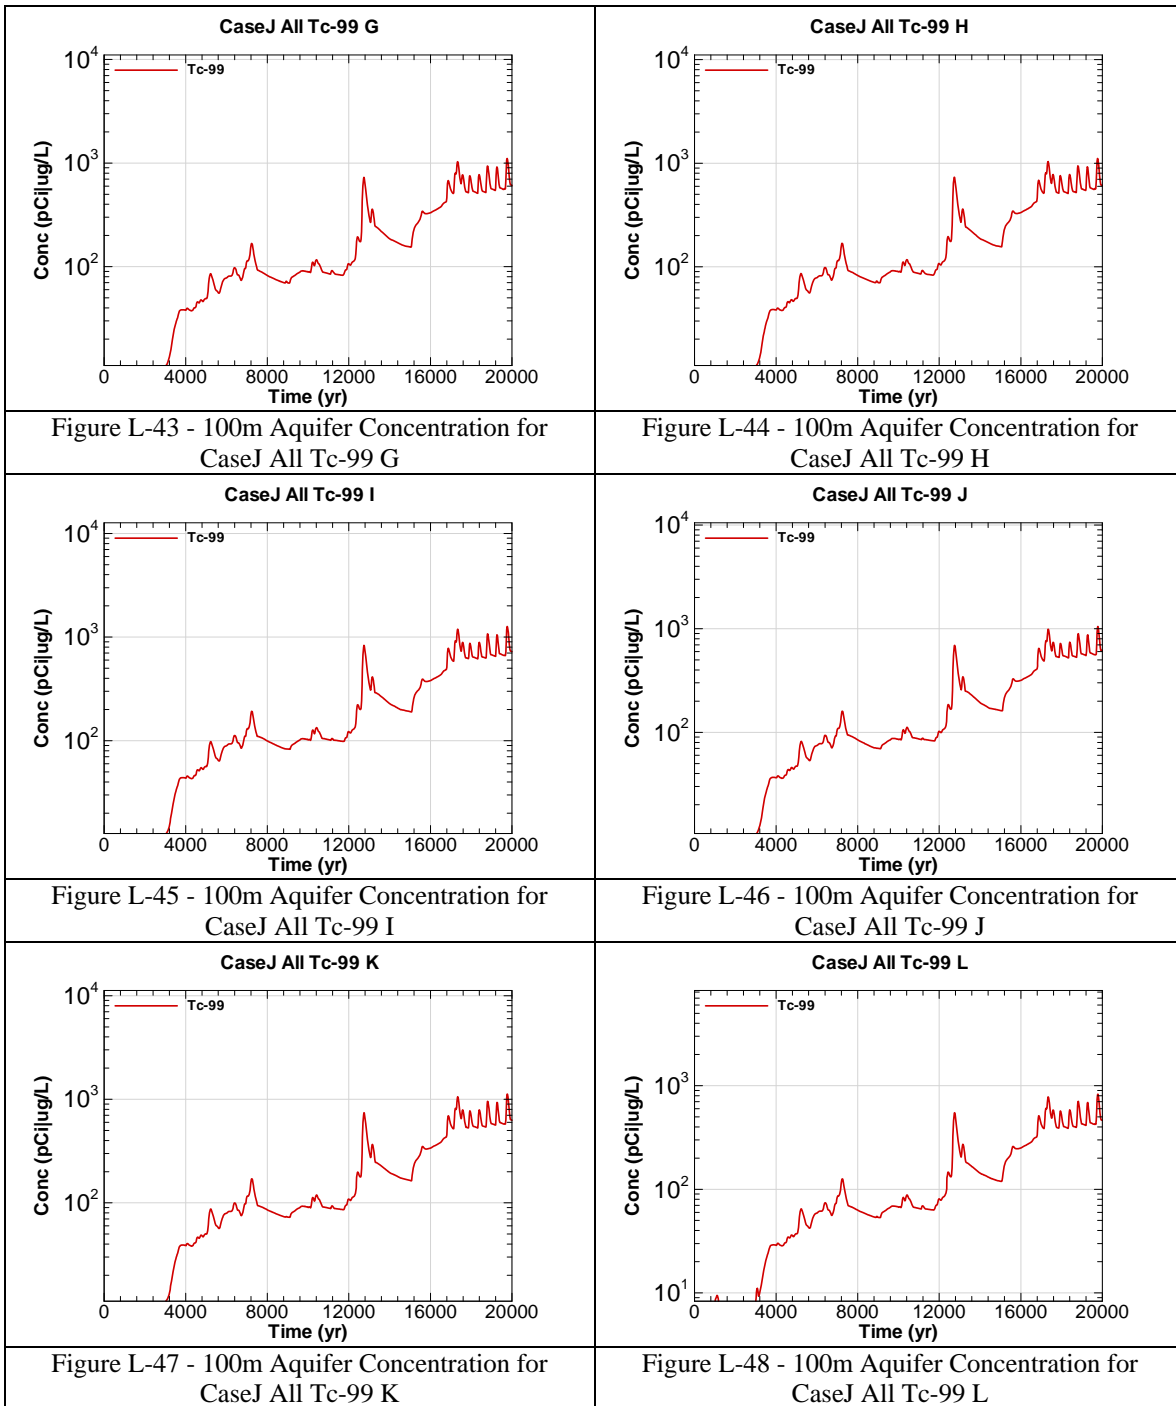 CaseJ All Tc-99 G
10^4
Tc-99
10^3
10^2
Conc (pCi|ug/L)
0 4000 8000 12000 16000 20000
Time (yr)
Figure L-43 - 100m Aquifer Concentration for
CaseJ All Tc-99 G
CaseJ All Tc-99 H
10^4
Tc-99
10^3
10^2
Conc (pCi|ug/L)
0 4000 8000 12000 16000 20000
Time (yr)
Figure L-44 - 100m Aquifer Concentration for
CaseJ All Tc-99 H
CaseJ All Tc-99 I
10^4
Tc-99
10^3
10^2
Conc (pCi|ug/L)
0 4000 8000 12000 16000 20000
Time (yr)
Figure L-45 - 100m Aquifer Concentration for
CaseJ All Tc-99 I
CaseJ All Tc-99 J
10^4
Tc-99
10^3
10^2
Conc (pCi|ug/L)
0 4000 8000 12000 16000 20000
Time (yr)
Figure L-46 - 100m Aquifer Concentration for
CaseJ All Tc-99 J
CaseJ All Tc-99 K
10^4
Tc-99
10^3
10^2
Conc (pCi|ug/L)
0 4000 8000 12000 16000 20000
Time (yr)
Figure L-47 - 100m Aquifer Concentration for
CaseJ All Tc-99 K
CaseJ All Tc-99 L
Tc-99
10^3
10^2
10^1
Conc (pCi|ug/L)
0 4000 8000 12000 16000 20000
Time (yr)
Figure L-48 - 100m Aquifer Concentration for
CaseJ All Tc-99 L